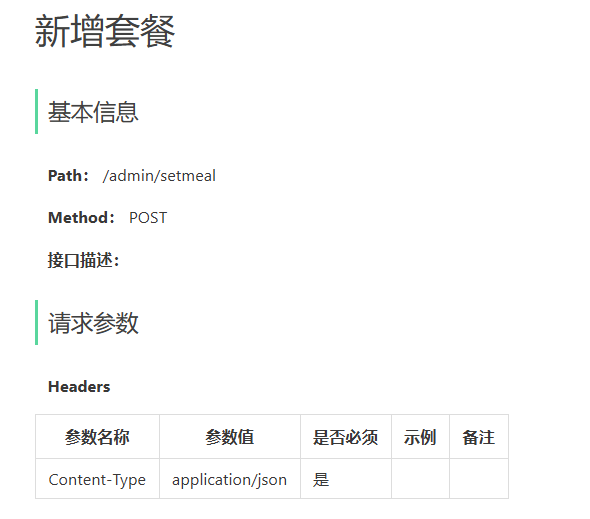 新增套餐
基本信息
Path： /admin/setmeal
Method： POST
接口描述：
请求参数
Headers
参数名称 参数值 是否必须 示例 备注
Content-Type application/json 是